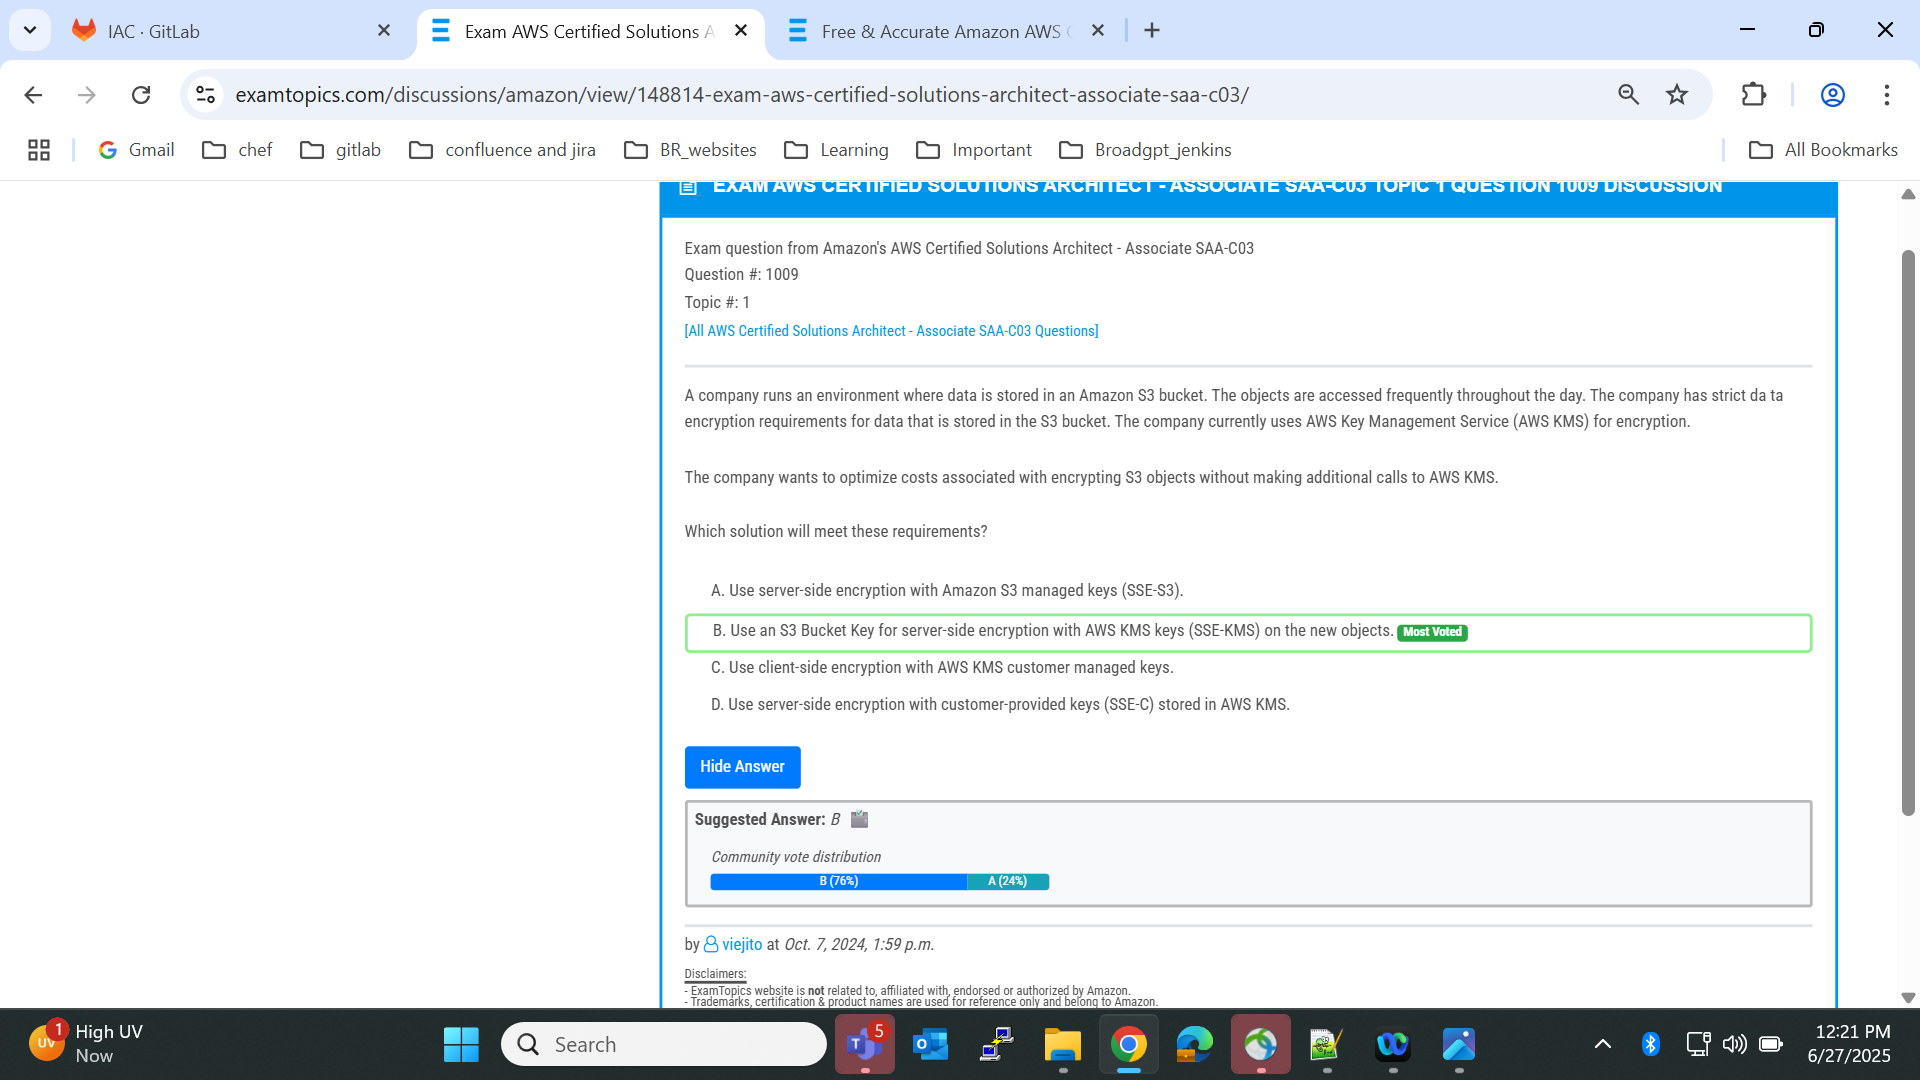 IAC · GitLab
Exam AWS Certified Solutions A
Free & Accurate Amazon AWS C
examtopics.com/discussions/amazon/view/148814-exam-aws-certified-solutions-architect-associate-saa-c03/
Gmail
chef
gitlab
confluence and jira
BR_websites
Learning
Important
Broadgpt_jenkins
All Bookmarks
EXAM AWS CERTIFIED SOLUTIONS ARCHITECT - ASSOCIATE SAA-C03 TOPIC 1 QUESTION 1009 DISCUSSION
Exam question from Amazon's AWS Certified Solutions Architect - Associate SAA-C03
Question #: 1009
Topic #: 1
[All AWS Certified Solutions Architect - Associate SAA-C03 Questions]
A company runs an environment where data is stored in an Amazon S3 bucket. The objects are accessed frequently throughout the day. The company has strict da ta
encryption requirements for data that is stored in the S3 bucket. The company currently uses AWS Key Management Service (AWS KMS) for encryption.
The company wants to optimize costs associated with encrypting S3 objects without making additional calls to AWS KMS.
Which solution will meet these requirements?
A. Use server-side encryption with Amazon S3 managed keys (SSE-S3).
B. Use an S3 Bucket Key for server-side encryption with AWS KMS keys (SSE-KMS) on the new objects. Most Voted
C. Use client-side encryption with AWS KMS customer managed keys.
D. Use server-side encryption with customer-provided keys (SSE-C) stored in AWS KMS.
Hide Answer
Suggested Answer: B
Community vote distribution
B (76%) A (24%)
by viejito at Oct. 7, 2024, 1:59 p.m.
Disclaimers:
- ExamTopics website is not related to, affiliated with, endorsed or authorized by Amazon.
- Trademarks, certification & product names are used for reference only and belong to Amazon.
UV
1
High UV
Now
Search
5
12:21 PM
6/27/2025